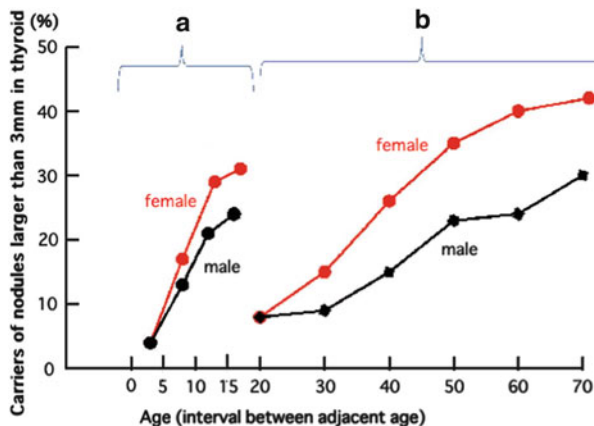 (%)
a
b
Carriers of nodules larger than 3mm in thyroid
50
40
30
20
10
0
female
male
female
male
0 5 10 15 20 30 40 50 60 70
Age (interval between adjacent age)